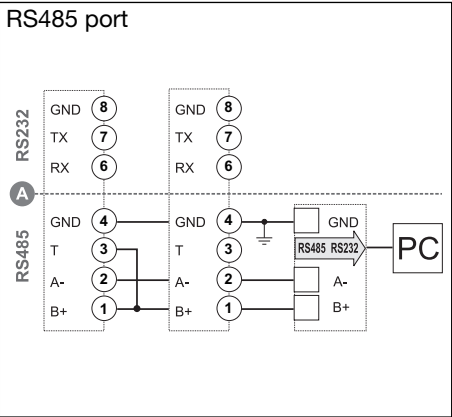 RS485 port
RS232
GND 8 GND 8
TX 7 TX 7
RX 6 RX 6
A
RS485
GND 4 GND 4 GND
T 3 T 3 RS485 RS232 PC
A- 2 A- 2 A-
B+ 1 B+ 1 B+